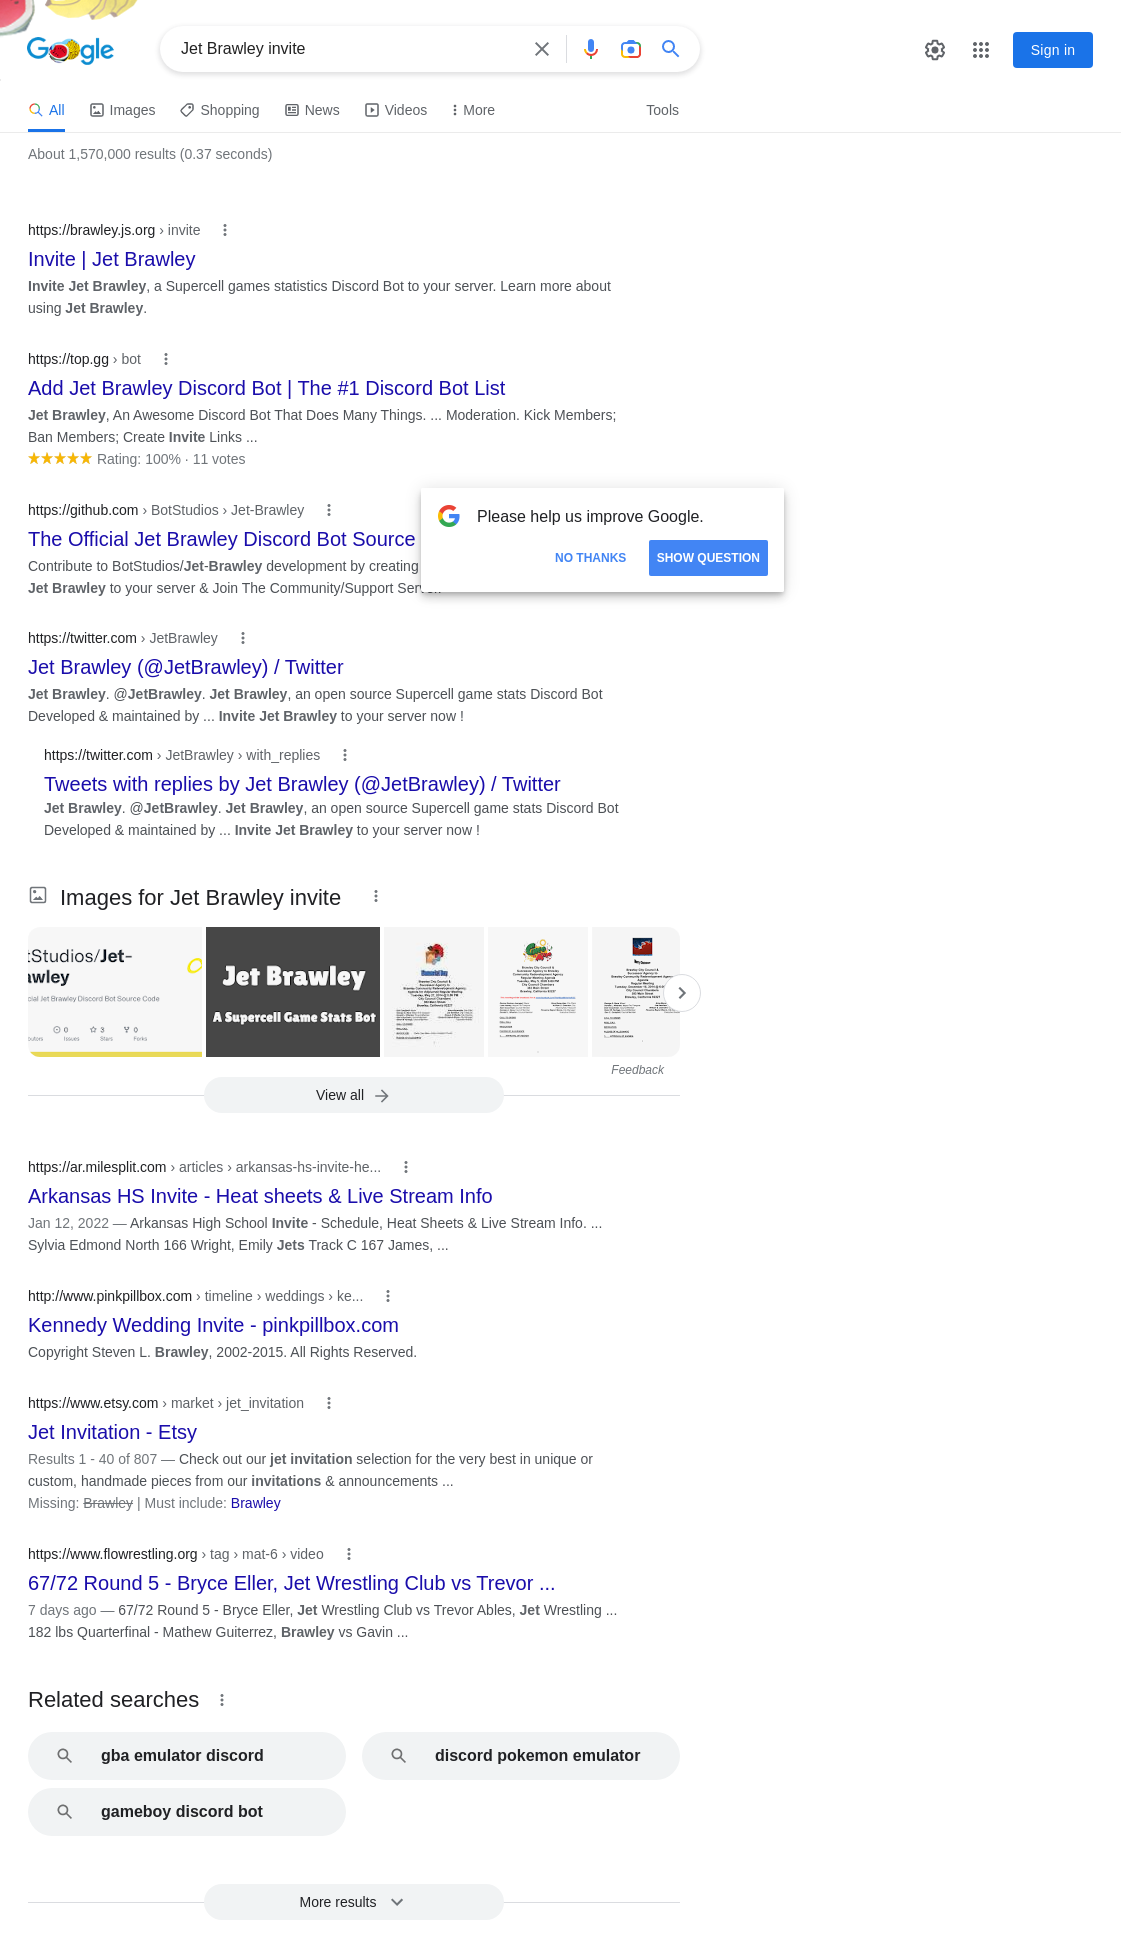 Google
Jet Brawley invite
Sign in
All
Images
Shopping
News
Videos
More
Tools
About 1,570,000 results (0.37 seconds)
https://brawley.js.org › invite
Invite | Jet Brawley
Invite Jet Brawley, a Supercell games statistics Discord Bot to your server. Learn more about
using Jet Brawley.
https://top.gg › bot
Add Jet Brawley Discord Bot | The #1 Discord Bot List
Jet Brawley, An Awesome Discord Bot That Does Many Things. ... Moderation. Kick Members;
Ban Members; Create Invite Links ...
Rating: 100% · 11 votes
https://github.com › BotStudios › Jet-Brawley
The Official Jet Brawley Discord Bot Source
Contribute to BotStudios/Jet-Brawley development by creating
Jet Brawley to your server & Join The Community/Support Server.
Please help us improve Google.
NO THANKS
SHOW QUESTION
https://twitter.com › JetBrawley
Jet Brawley (@JetBrawley) / Twitter
Jet Brawley. @JetBrawley. Jet Brawley, an open source Supercell game stats Discord Bot
Developed & maintained by ... Invite Jet Brawley to your server now !
https://twitter.com › JetBrawley › with_replies
Tweets with replies by Jet Brawley (@JetBrawley) / Twitter
Jet Brawley. @JetBrawley. Jet Brawley, an open source Supercell game stats Discord Bot
Developed & maintained by ... Invite Jet Brawley to your server now !
Images for Jet Brawley invite
tStudios/Jet-
awley
cial Jet Brawley Discord Bot Source Code
0
3
0
Issues
Stars
Forks
Jet Brawley
A Supercell Game Stats Bot
Feedback
View all
https://ar.milesplit.com › articles › arkansas-hs-invite-he...
Arkansas HS Invite - Heat sheets & Live Stream Info
Jan 12, 2022 — Arkansas High School Invite - Schedule, Heat Sheets & Live Stream Info. ...
Sylvia Edmond North 166 Wright, Emily Jets Track C 167 James, ...
http://www.pinkpillbox.com › timeline › weddings › ke...
Kennedy Wedding Invite - pinkpillbox.com
Copyright Steven L. Brawley, 2002-2015. All Rights Reserved.
https://www.etsy.com › market › jet_invitation
Jet Invitation - Etsy
Results 1 - 40 of 807 — Check out our jet invitation selection for the very best in unique or
custom, handmade pieces from our invitations & announcements ...
Missing: Brawley | Must include: Brawley
https://www.flowrestling.org › tag › mat-6 › video
67/72 Round 5 - Bryce Eller, Jet Wrestling Club vs Trevor ...
7 days ago — 67/72 Round 5 - Bryce Eller, Jet Wrestling Club vs Trevor Ables, Jet Wrestling ...
182 lbs Quarterfinal - Mathew Guiterrez, Brawley vs Gavin ...
Related searches
gba emulator discord
discord pokemon emulator
gameboy discord bot
More results